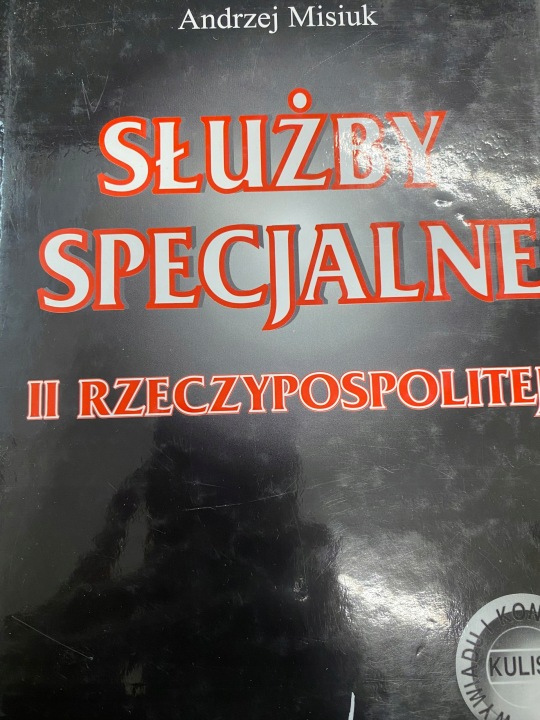 Andrzej Misiuk
SŁUŻBY
SPECJALNE
II RZECZYPOSPOLITEJ